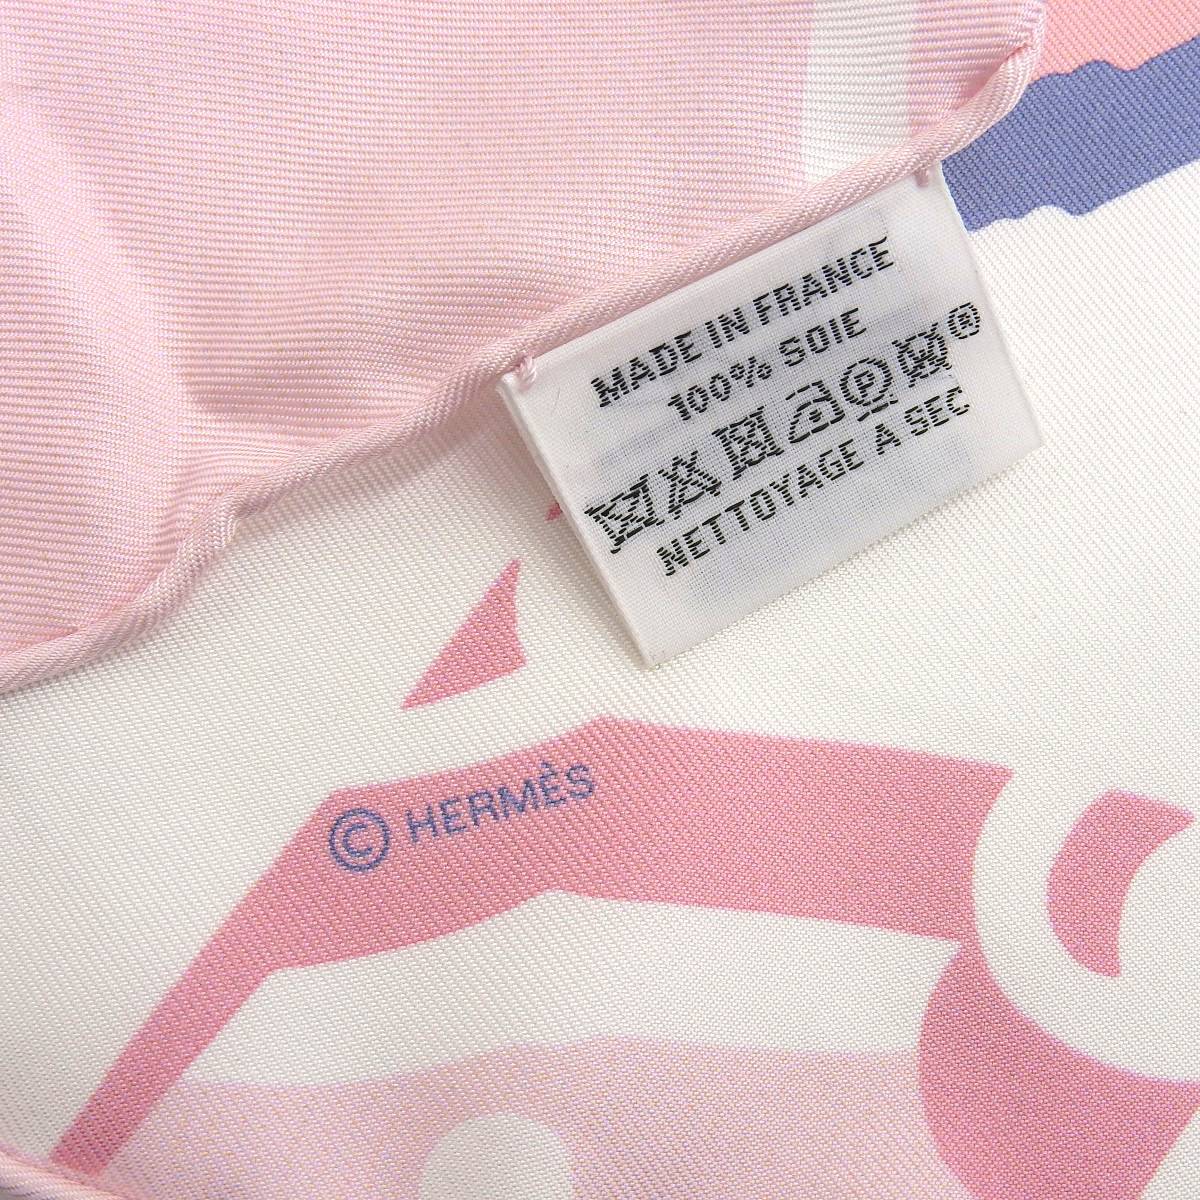 MADE IN FRANCE
100% SOIE
P ®
NETTOYAGE A SEC
© HERMÈS